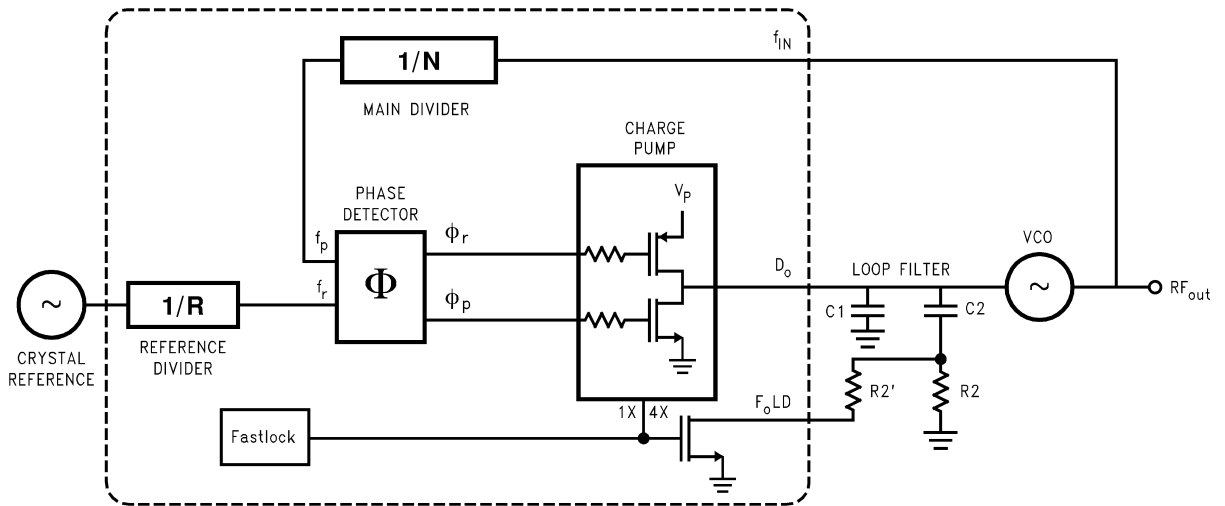 1/N
f_IN
MAIN DIVIDER
CHARGE
PUMP
V_P
PHASE
DETECTOR
f_p
f_r
Φ
ϕ_r
ϕ_p
D_o
LOOP FILTER
VCO
~
RF_out
C1
C2
~
1/R
CRYSTAL
REFERENCE
REFERENCE
DIVIDER
R2'
R2
1X
4X
F_oLD
Fastlock